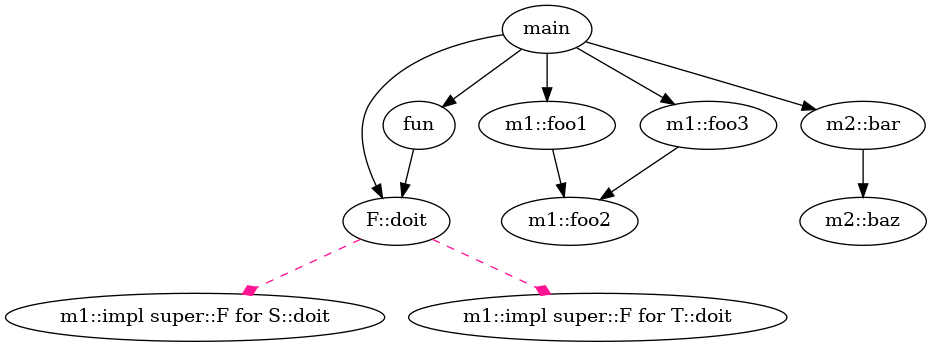 main
fun
m1::foo1
m1::foo3
m2::bar
F::doit
m1::foo2
m2::baz
m1::impl super::F for S::doit
m1::impl super::F for T::doit